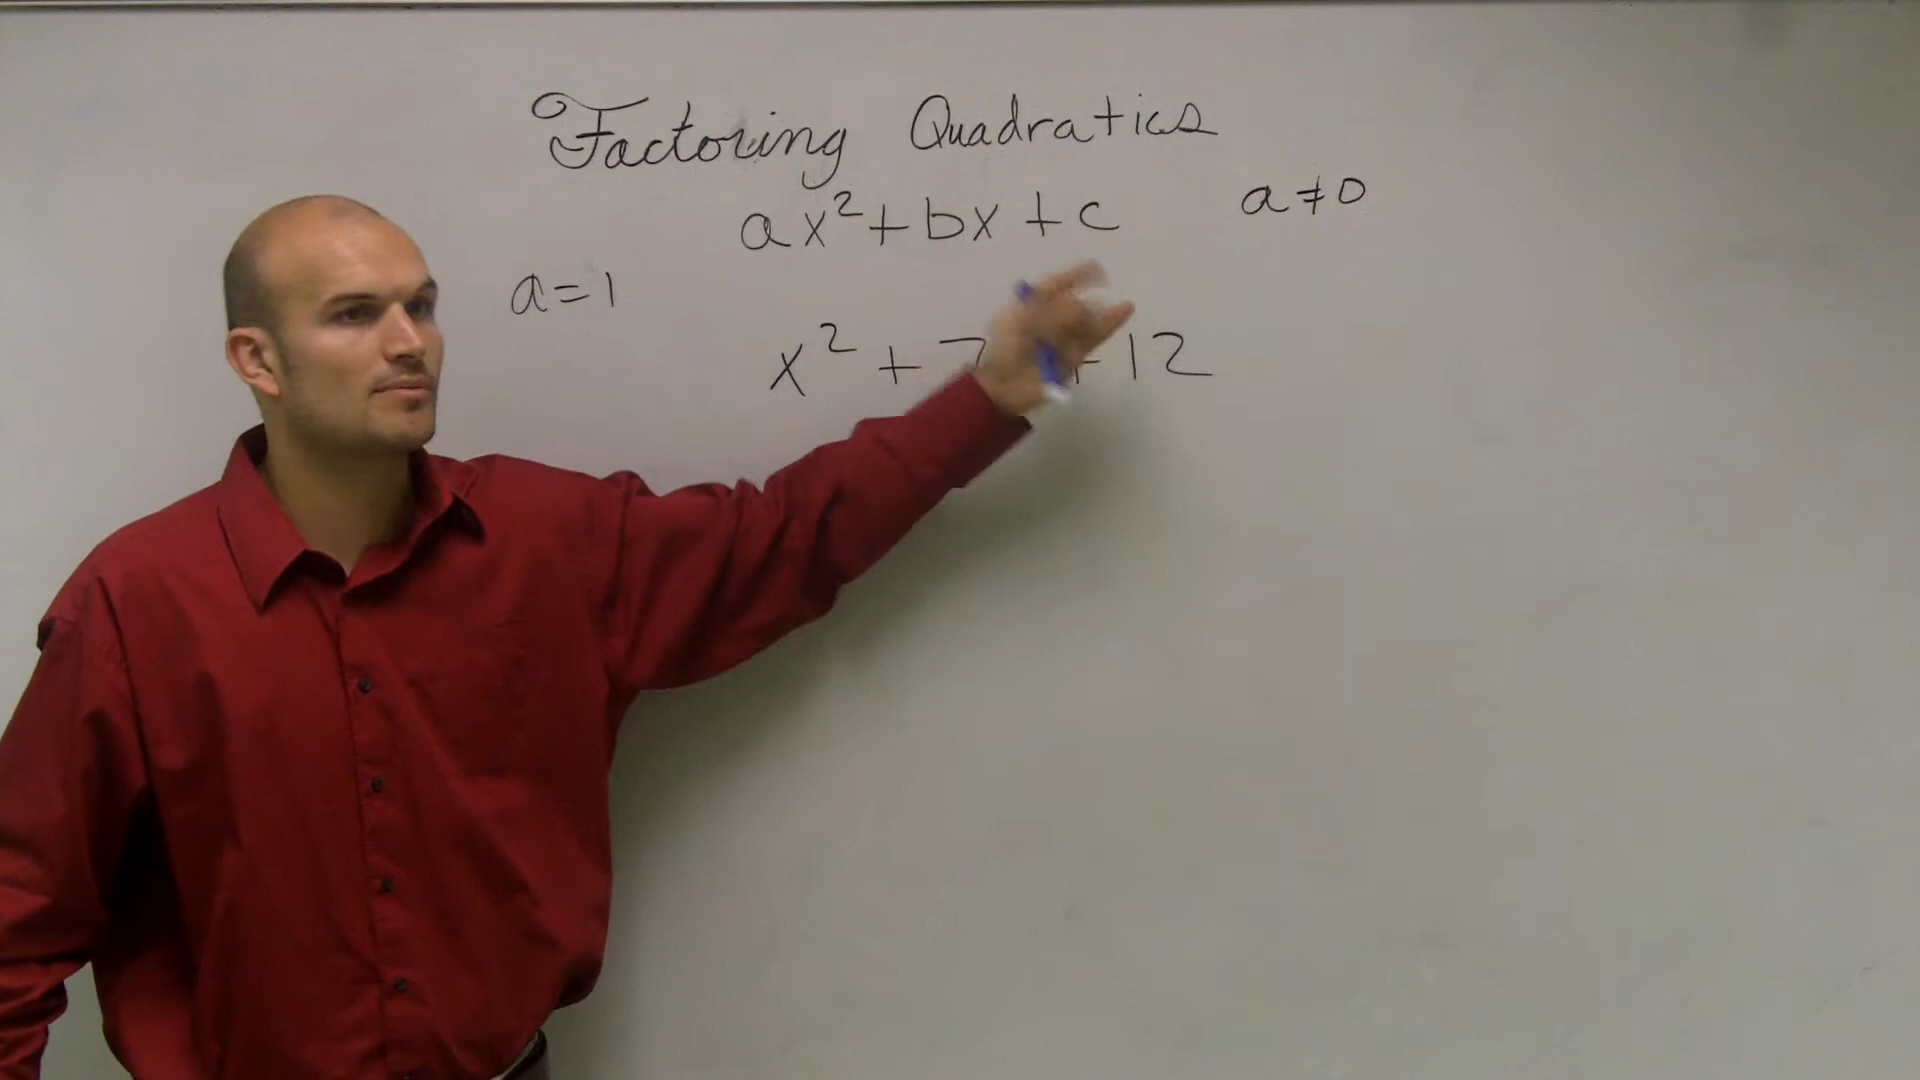 Factoring Quadratics
ax² + bx + c a ≠ 0
a = 1
x² + 7 + 12